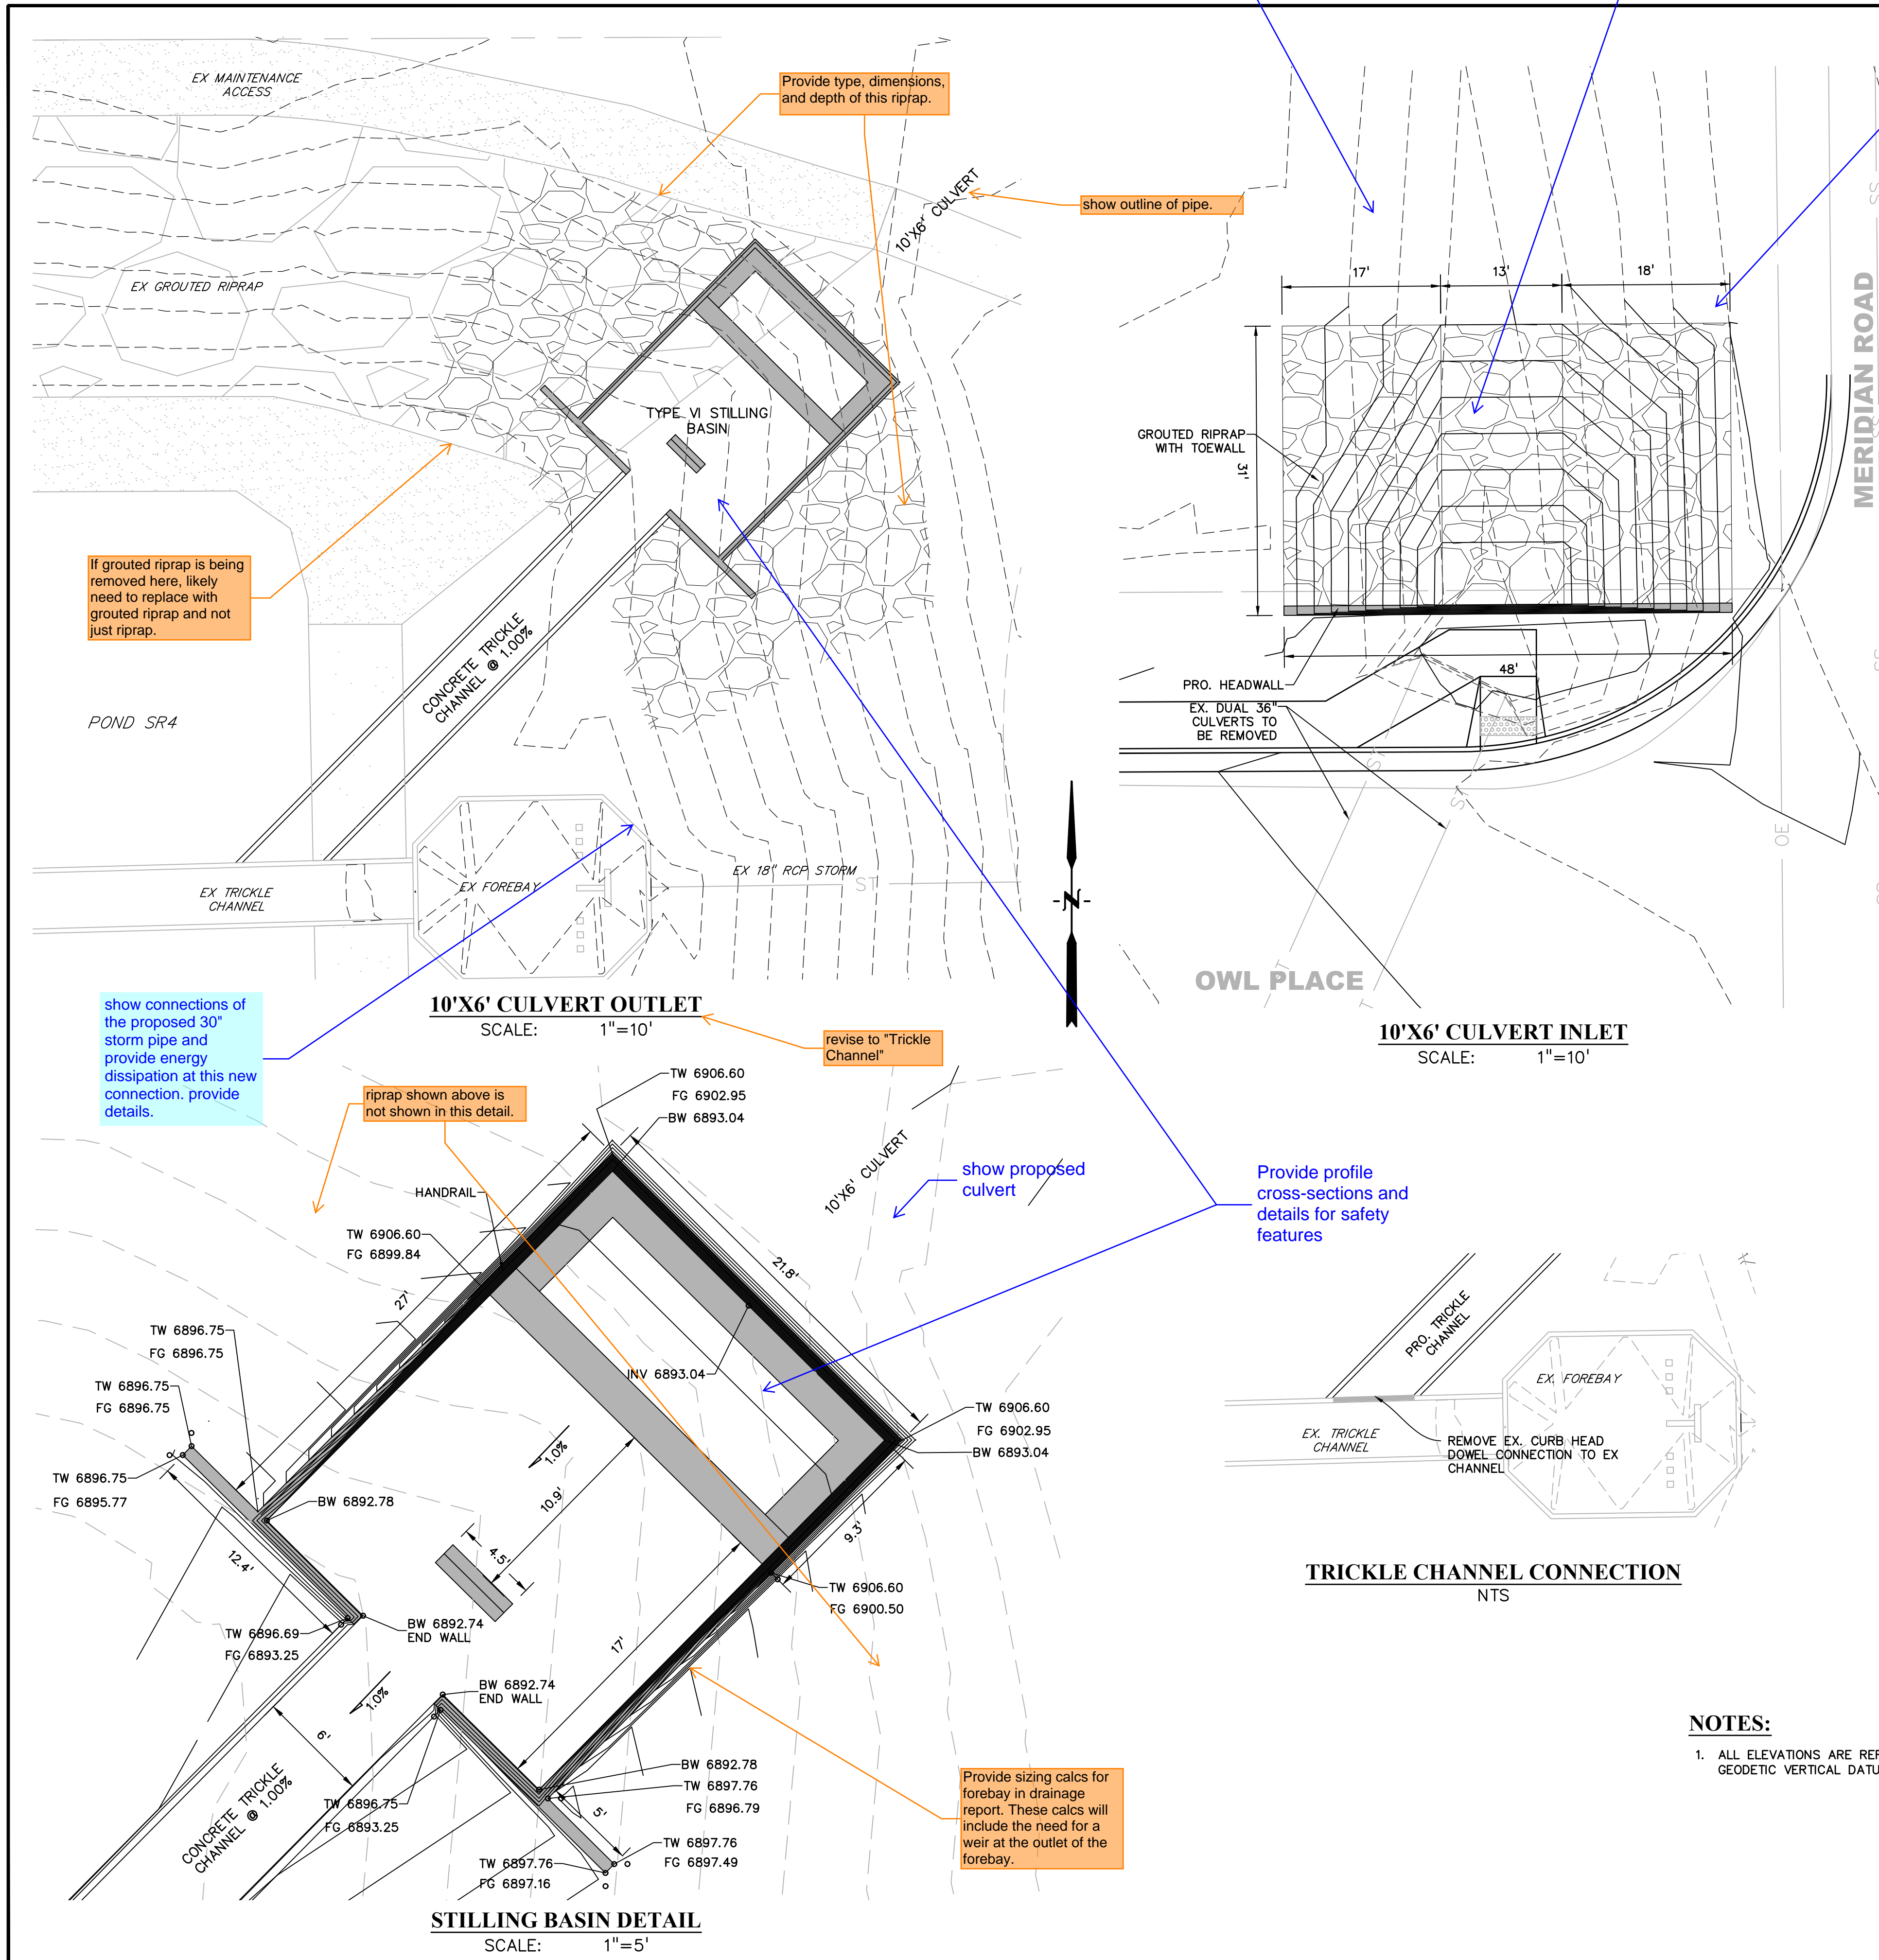 EX MAINTENANCE
ACCESS
Provide type, dimensions,
and depth of this riprap.
10'X6' CULVERT
show outline of pipe.
EX GROUTED RIPRAP
TYPE VI STILLING
BASIN
If grouted riprap is being
removed here, likely
need to replace with
grouted riprap and not
just riprap.
CONCRETE TRICKLE
CHANNEL @ 1.00%
POND SR4
EX TRICKLE
CHANNEL
EX FOREBAY
EX 18" RCP STORM
ST
10'X6' CULVERT OUTLET
SCALE: 1"=10'
show connections of
the proposed 30"
storm pipe and
provide energy
dissipation at this new
connection. provide
details.
revise to "Trickle
Channel"
-N-
17'
13'
18'
GROUTED RIPRAP
WITH TOEWALL
31'
48'
PRO. HEADWALL
EX. DUAL 36"
CULVERTS TO
BE REMOVED
ST
ST
OE
S
SS
MERIDIAN ROAD
OWL PLACE
10'X6' CULVERT INLET
SCALE: 1"=10'
riprap shown above is
not shown in this detail.
TW 6906.60
FG 6902.95
BW 6893.04
10'X6' CULVERT
show proposed
culvert
Provide profile
cross-sections and
details for safety
features
HANDRAIL
TW 6906.60
FG 6899.84
27'
21.8'
TW 6896.75
FG 6896.75
INV 6893.04
TW 6896.75
FG 6896.75
TW 6906.60
FG 6902.95
BW 6893.04
TW 6896.75
FG 6895.77
BW 6892.78
1.0%
10.9'
4.5'
9.3'
12.4'
TW 6906.60
FG 6900.50
TW 6896.69
FG 6893.25
BW 6892.74
END WALL
17'
1.0%
BW 6892.74
END WALL
6'
CONCRETE TRICKLE
CHANNEL @ 1.00%
TW 6896.75
FG 6893.25
BW 6892.78
TW 6897.76
FG 6896.79
5'
TW 6897.76
FG 6897.49
TW 6897.76
FG 6897.16
Provide sizing calcs for
forebay in drainage
report. These calcs will
include the need for a
weir at the outlet of the
forebay.
STILLING BASIN DETAIL
SCALE: 1"=5'
PRO. TRICKLE
CHANNEL
EX. FOREBAY
EX. TRICKLE
CHANNEL
REMOVE EX. CURB HEAD
DOWEL CONNECTION TO EX
CHANNEL
TRICKLE CHANNEL CONNECTION
NTS
NOTES:
1. ALL ELEVATIONS ARE
GEODETIC VERTICAL